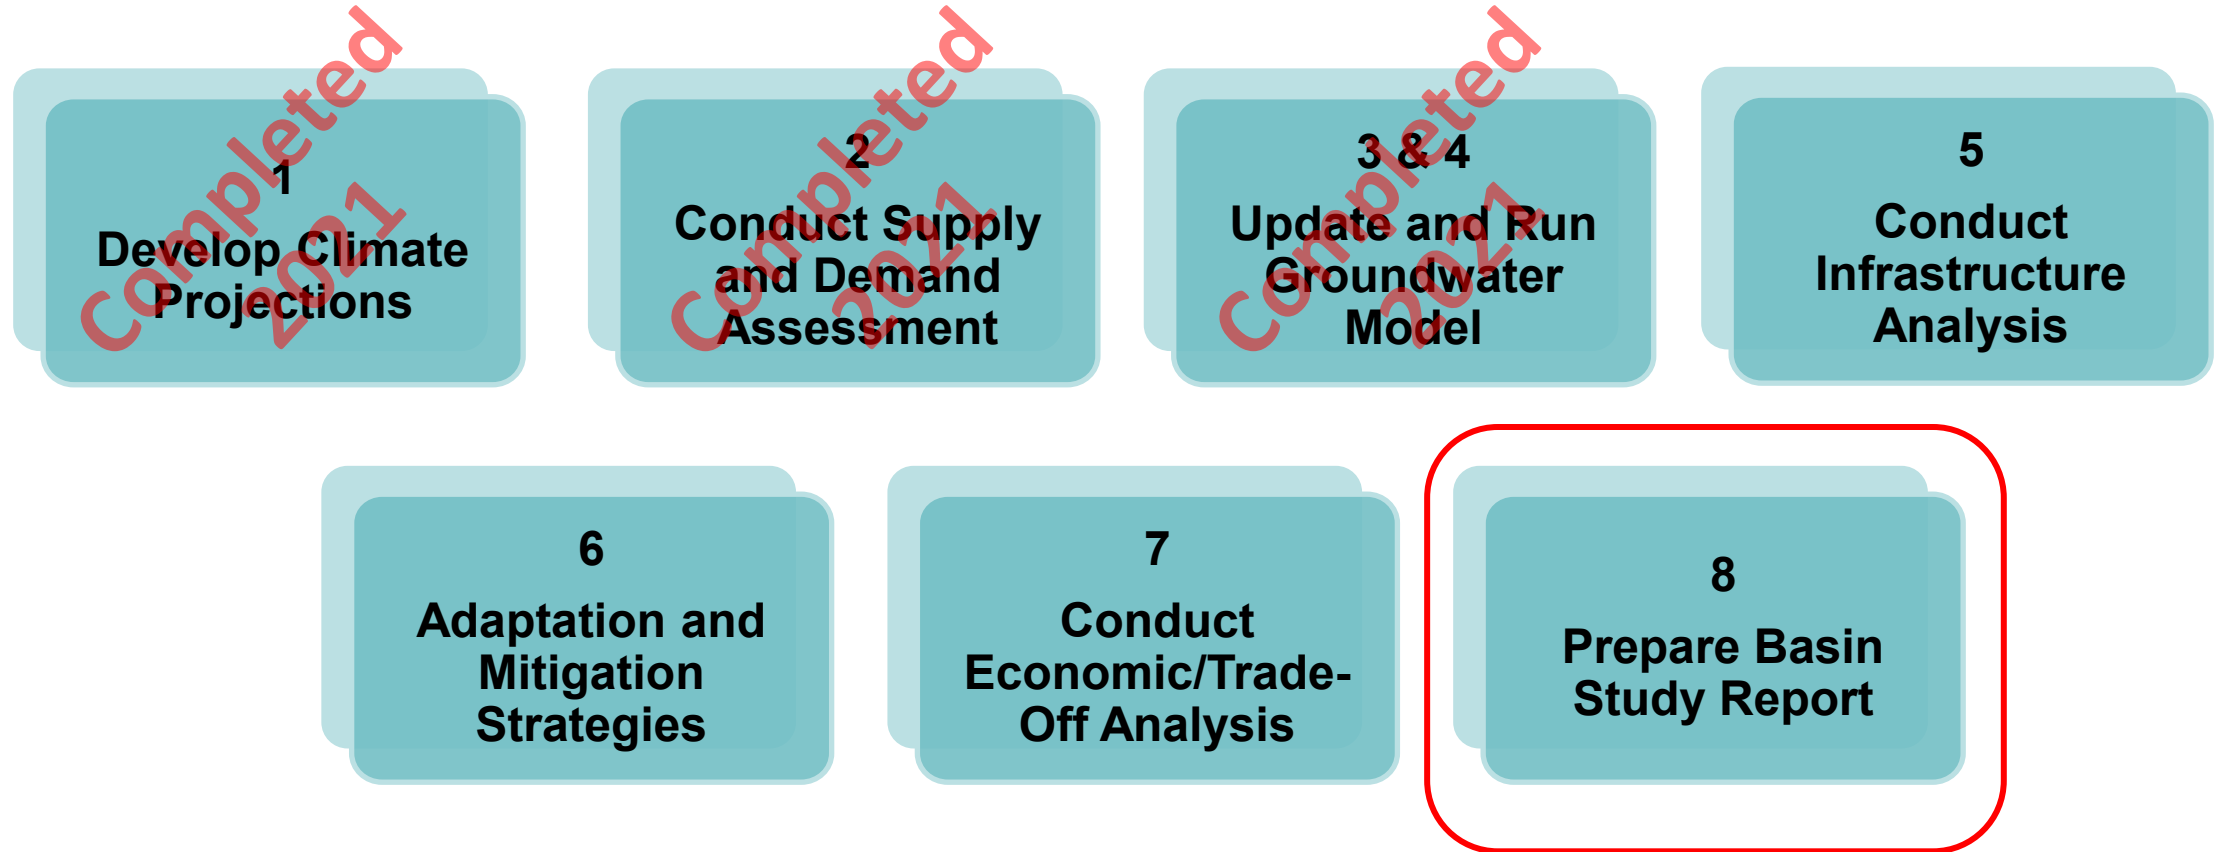 1
Develop Climate
Projections
Completed
2021
2
Conduct Supply
and Demand
Assessment
Completed
2021
3 & 4
Update and Run
Groundwater
Model
Completed
2021
5
Conduct
Infrastructure
Analysis
6
Adaptation and
Mitigation
Strategies
7
Conduct
Economic/Trade-
Off Analysis
8
Prepare Basin
Study Report